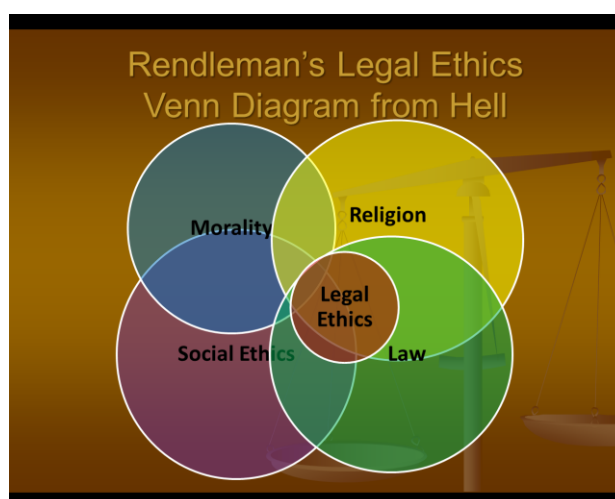 Rendleman's Legal Ethics
Venn Diagram from Hell
Morality
Religion
Legal
Ethics
Social Ethics
Law